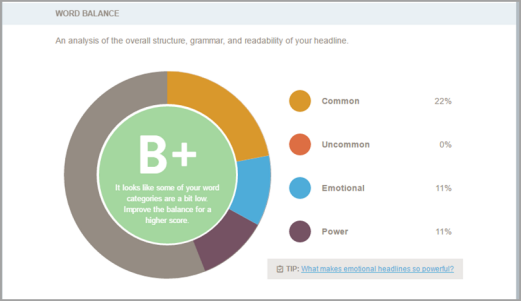 WORD BALANCE
An analysis of the overall structure, grammar, and readability of your headline.
B+
It looks like some of your word
categories are a bit low.
Improve the balance for a
higher score.
Common 22%
Uncommon 0%
Emotional 11%
Power 11%
TIP: What makes emotional headlines so powerful?